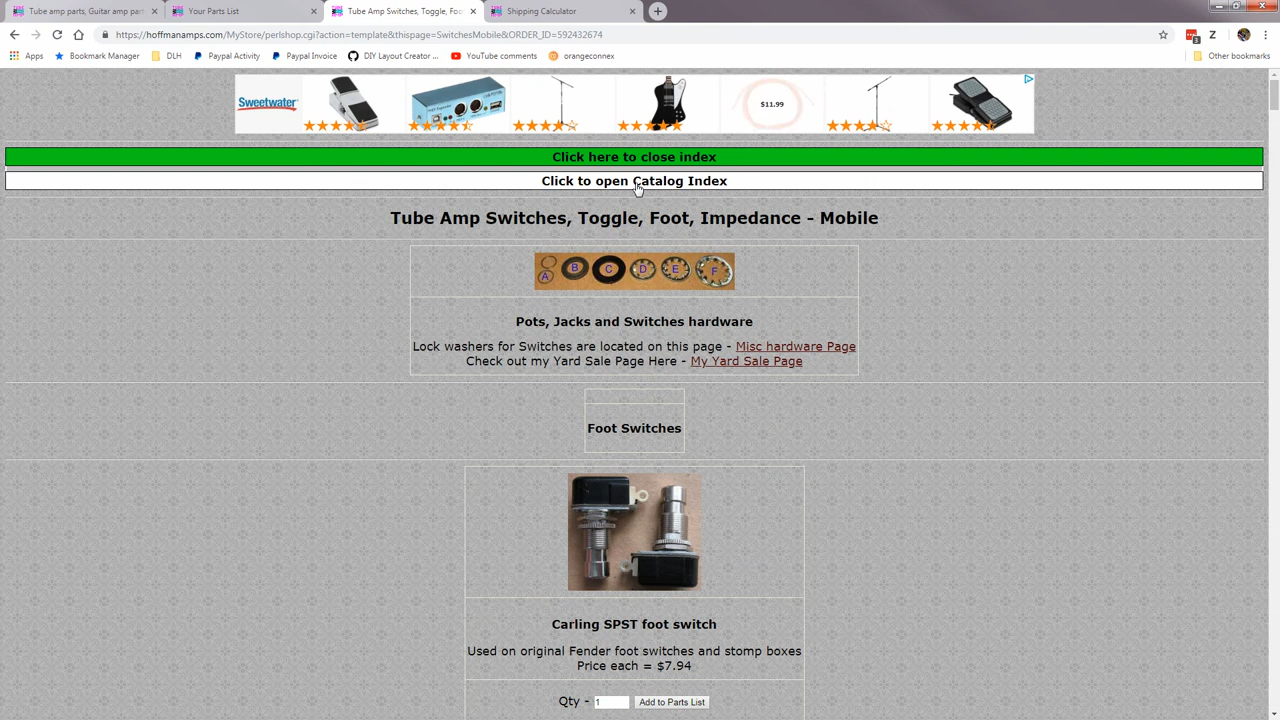 Tube amp parts, Guitar amp part
Your Parts List
Tube Amp Switches, Toggle, Foo
Shipping Calculator
https://hoffmanamps.com/MyStore/perlshop.cgi?action=template&thispage=SwitchesMobile&ORDER_ID=592432674
3
Z
Apps
Bookmark Manager
DLH
Paypal Activity
Paypal Invoice
DIY Layout Creator ...
YouTube comments
orangeconnex
Other bookmarks
Sweetwater
$11.99
Click here to close index
Click to open Catalog Index
Tube Amp Switches, Toggle, Foot, Impedance - Mobile
A B C D E F
Pots, Jacks and Switches hardware
Lock washers for Switches are located on this page - Misc hardware Page
Check out my Yard Sale Page Here - My Yard Sale Page
Foot Switches
Carling SPST foot switch
Used on original Fender foot switches and stomp boxes
Price each = $7.94
Qty - 1 Add to Parts List